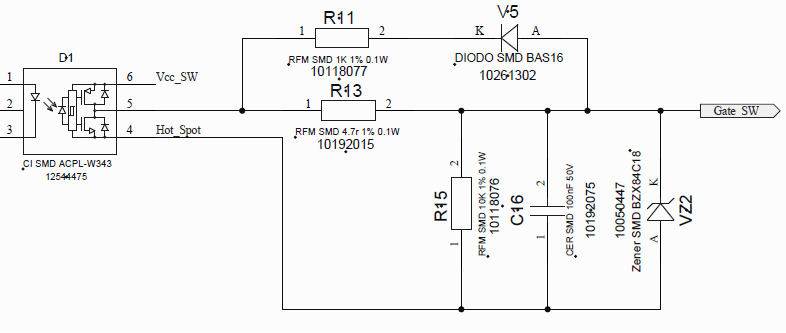 R11
1 2
RFM SMD 1K 1% 0.1W
10118077
V5
K A
DIODO SMD BAS16
10261302
D1
1 6 Vcc_SW
2 5
3 4 Hot_Spot
CI SMD ACPL-W343
12544475
R13
1 2
RFM SMD 4.7r 1% 0.1W
10192015
Gate_SW
2
R15
1
RFM SMD 10K 1% 0.1W
10118076
2
C16
1
CER SMD 100nF 50V
10192075
10050447
Zener SMD BZX84C18
K
A
VZ2